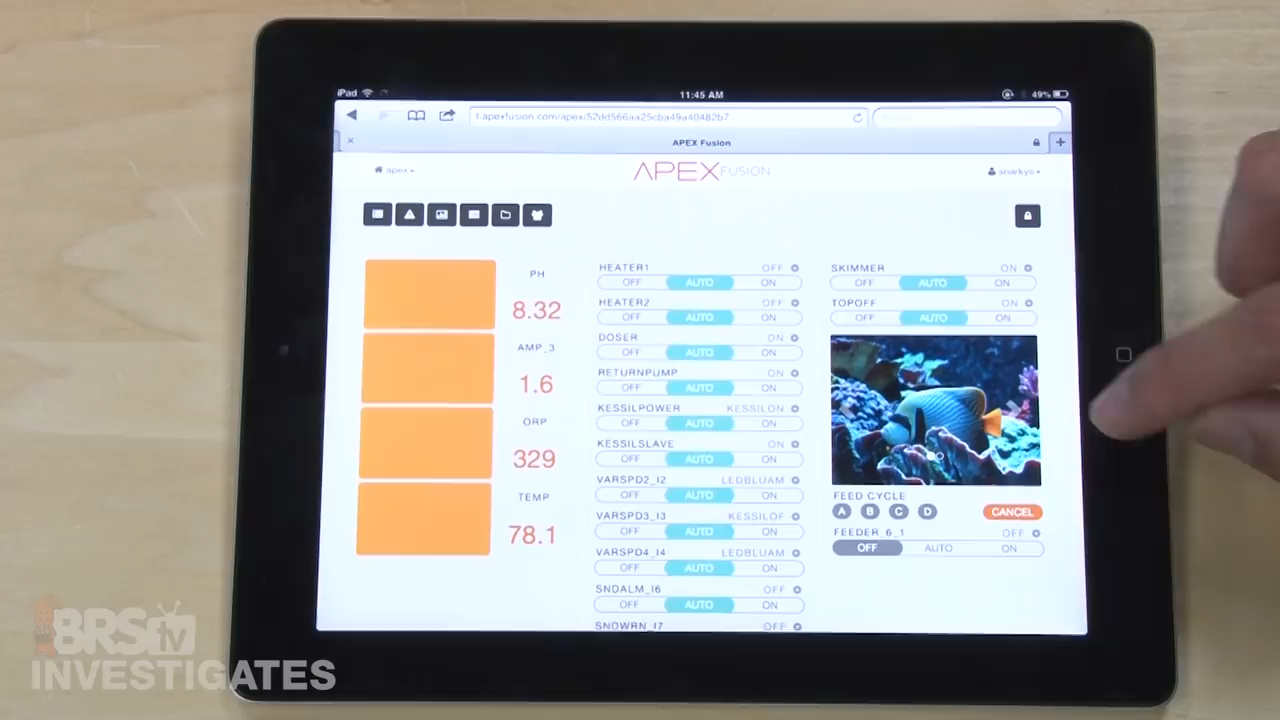 iPad 11:45 AM 49%
t.apexfusion.com/apex/52dd566aa25cba49a40482b7
APEX Fusion
apex
APEX FUSION
snarkys
PH
8.32
AMP_3
1.6
ORP
329
TEMP
78.1
HEATER1 OFF
OFF AUTO ON
HEATER2 OFF
OFF AUTO ON
DOSER ON
OFF AUTO ON
RETURNPUMP ON
OFF AUTO ON
KESSILPOWER KESSILON
OFF AUTO ON
KESSILSLAVE ON
OFF AUTO ON
VARSPD2_I2 LEDBLUAM
OFF AUTO ON
VARSPD3_I3 KESSILOF
OFF AUTO ON
VARSPD4_I4 LEDBLUAM
OFF AUTO ON
SNDALM_I6 OFF
OFF AUTO ON
SNDWRN_I7 OFF
SKIMMER ON
OFF AUTO ON
TOPOFF ON
OFF AUTO ON
FEED CYCLE
A B C D CANCEL
FEEDER_6_1 OFF
OFF AUTO ON
BRStv
INVESTIGATES